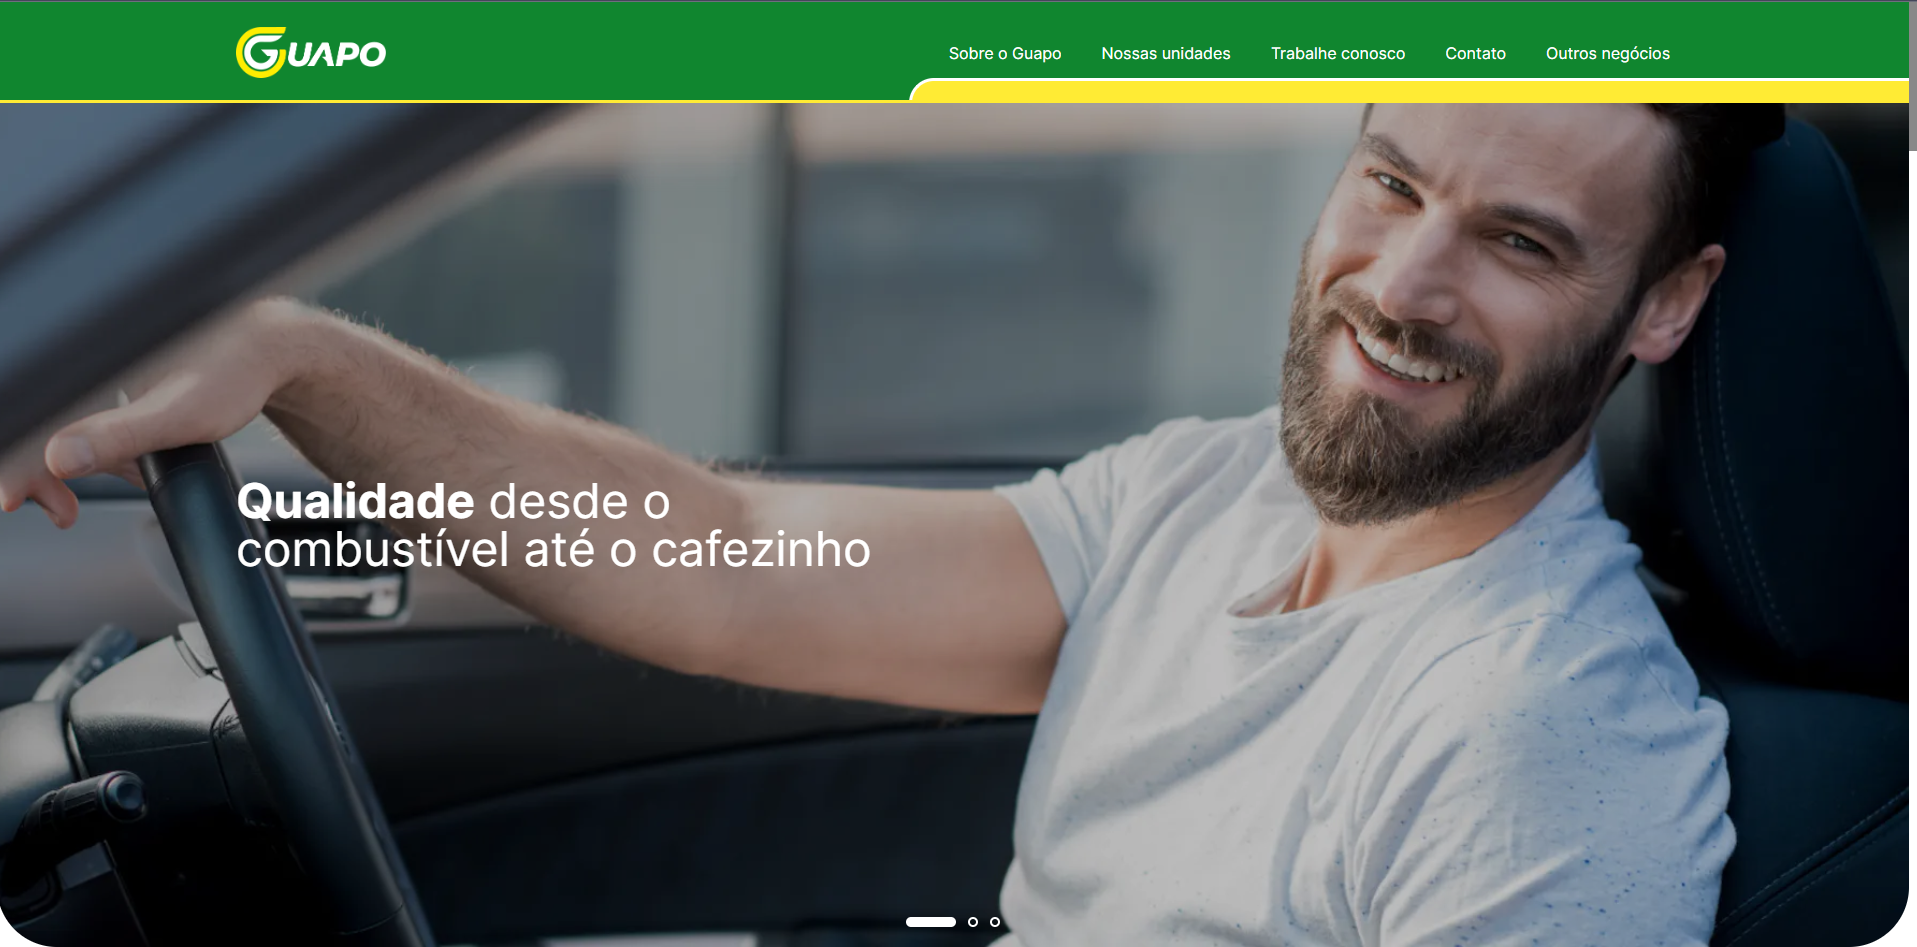 GUAPO
Sobre o Guapo Nossas unidades Trabalhe conosco Contato Outros negócios
Qualidade desde o
combustível até o cafezinho